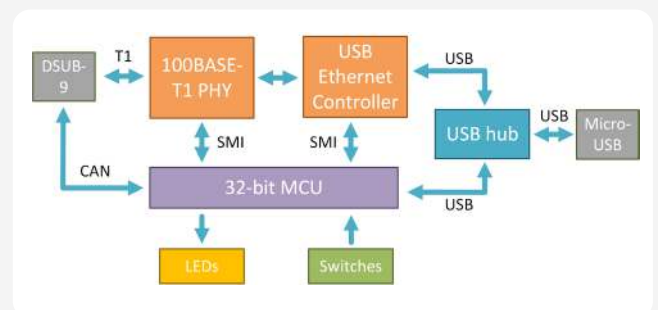 DSUB-
9
T1
100BASE-
T1 PHY
USB
Ethernet
Controller
USB
USB hub
USB
Micro-
USB
SMI
SMI
CAN
32-bit MCU
USB
LEDs
Switches